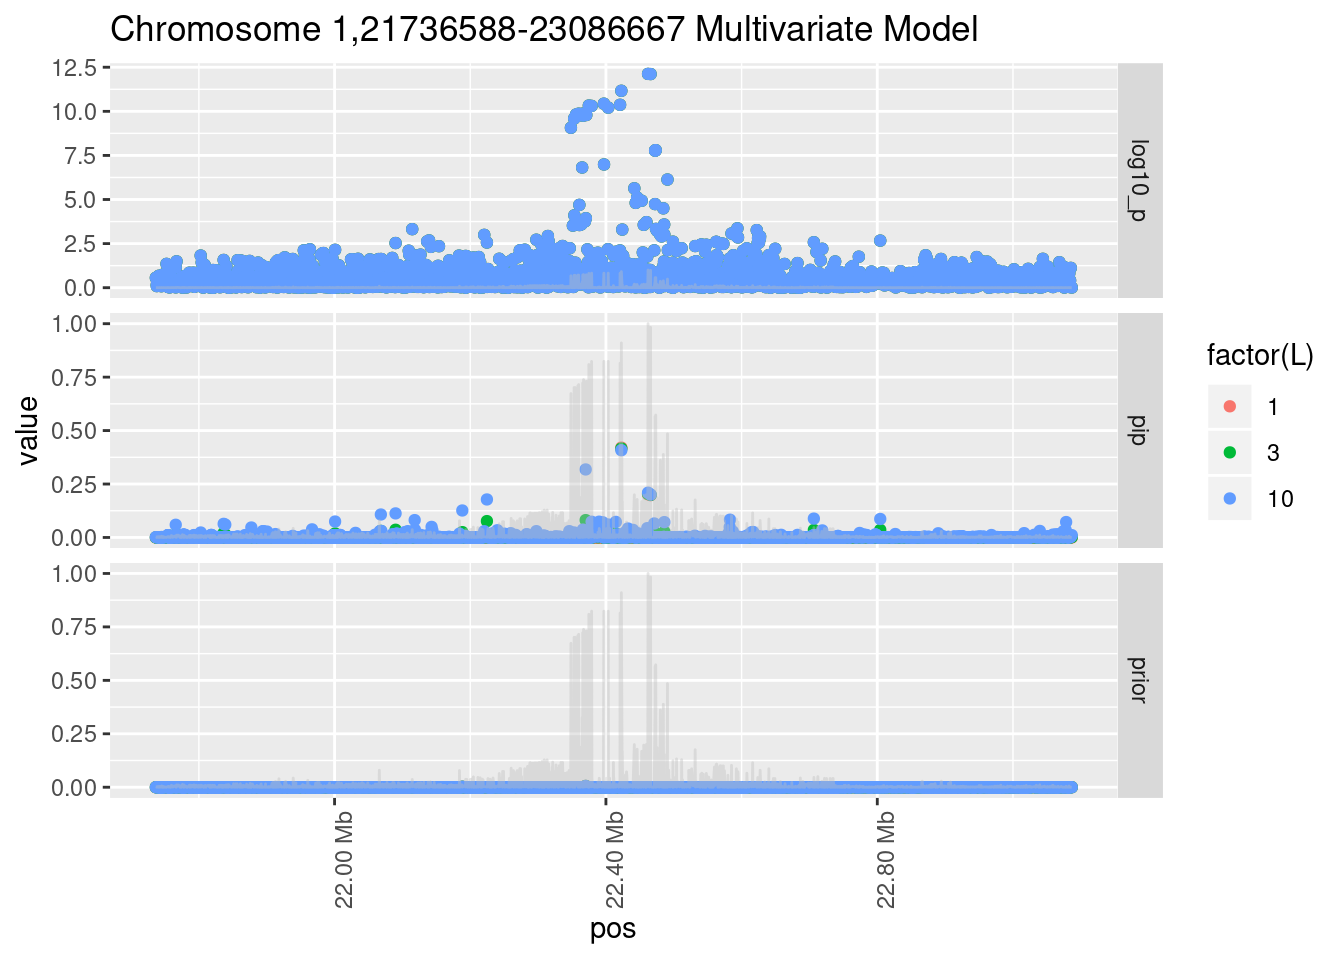 Chromosome 1,21736588-23086667 Multivariate Model
12.5
10.0
7.5
5.0
2.5
0.0
log10_p
1.00
0.75
0.50
0.25
0.00
pip
1.00
0.75
0.50
0.25
0.00
prior
value
22.00 Mb
22.40 Mb
22.80 Mb
pos
factor(L)
1
3
10